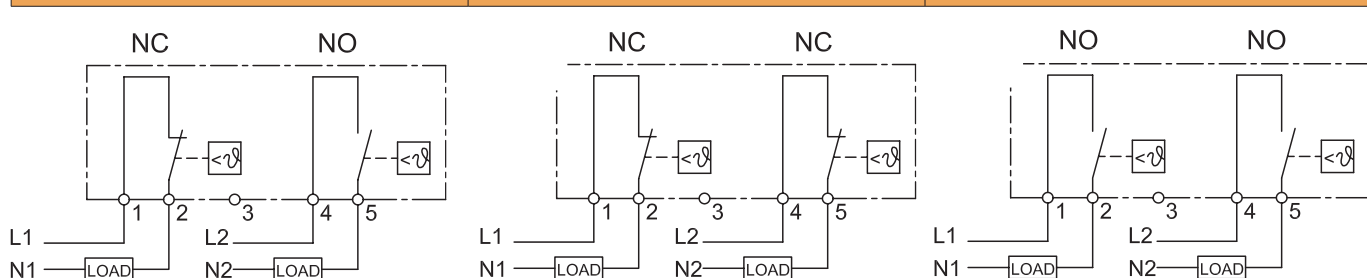 NC NO NC NC NO NO
<ϑ <ϑ <ϑ <ϑ <ϑ <ϑ
1 2 3 4 5 1 2 3 4 5 1 2 3 4 5
L1 L2 L1 L2 L1 L2
N1 LOAD N2 LOAD N1 LOAD N2 LOAD N1 LOAD N2 LOAD